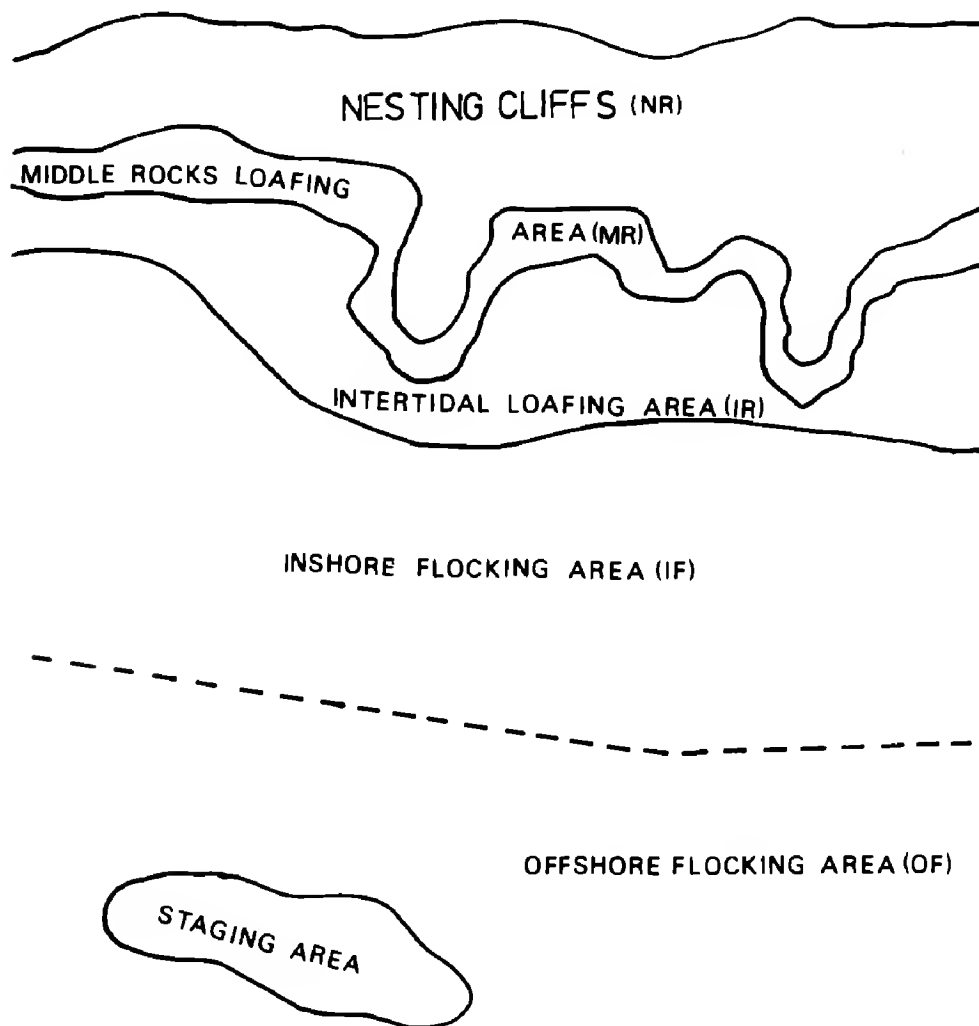 NESTING CLIFFS (NR)
MIDDLE ROCKS LOAFING
AREA (MR)
INTERTIDAL LOAFING AREA (IR)
INSHORE FLOCKING AREA (IF)
OFFSHORE FLOCKING AREA (OF)
STAGING AREA